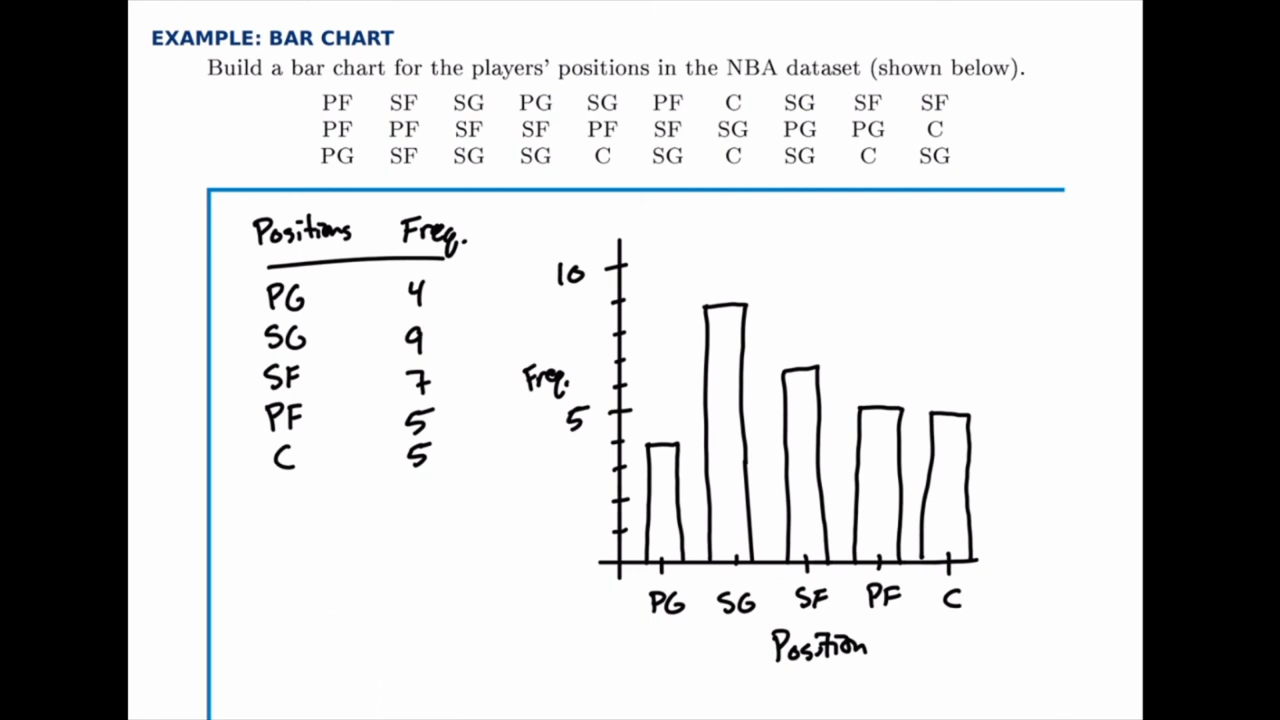 EXAMPLE: BAR CHART
Build a bar chart for the players' positions in the NBA dataset (shown below).
PF SF SG PG SG PF C SG SF SF
PF PF SF SF PF SF SG PG PG C
PG SF SG SG C SG C SG C SG
Positions Freq.
PG 4
SG 9
SF 7
PF 5
C 5
10
Freq.
5
PG SG SF PF C
Position